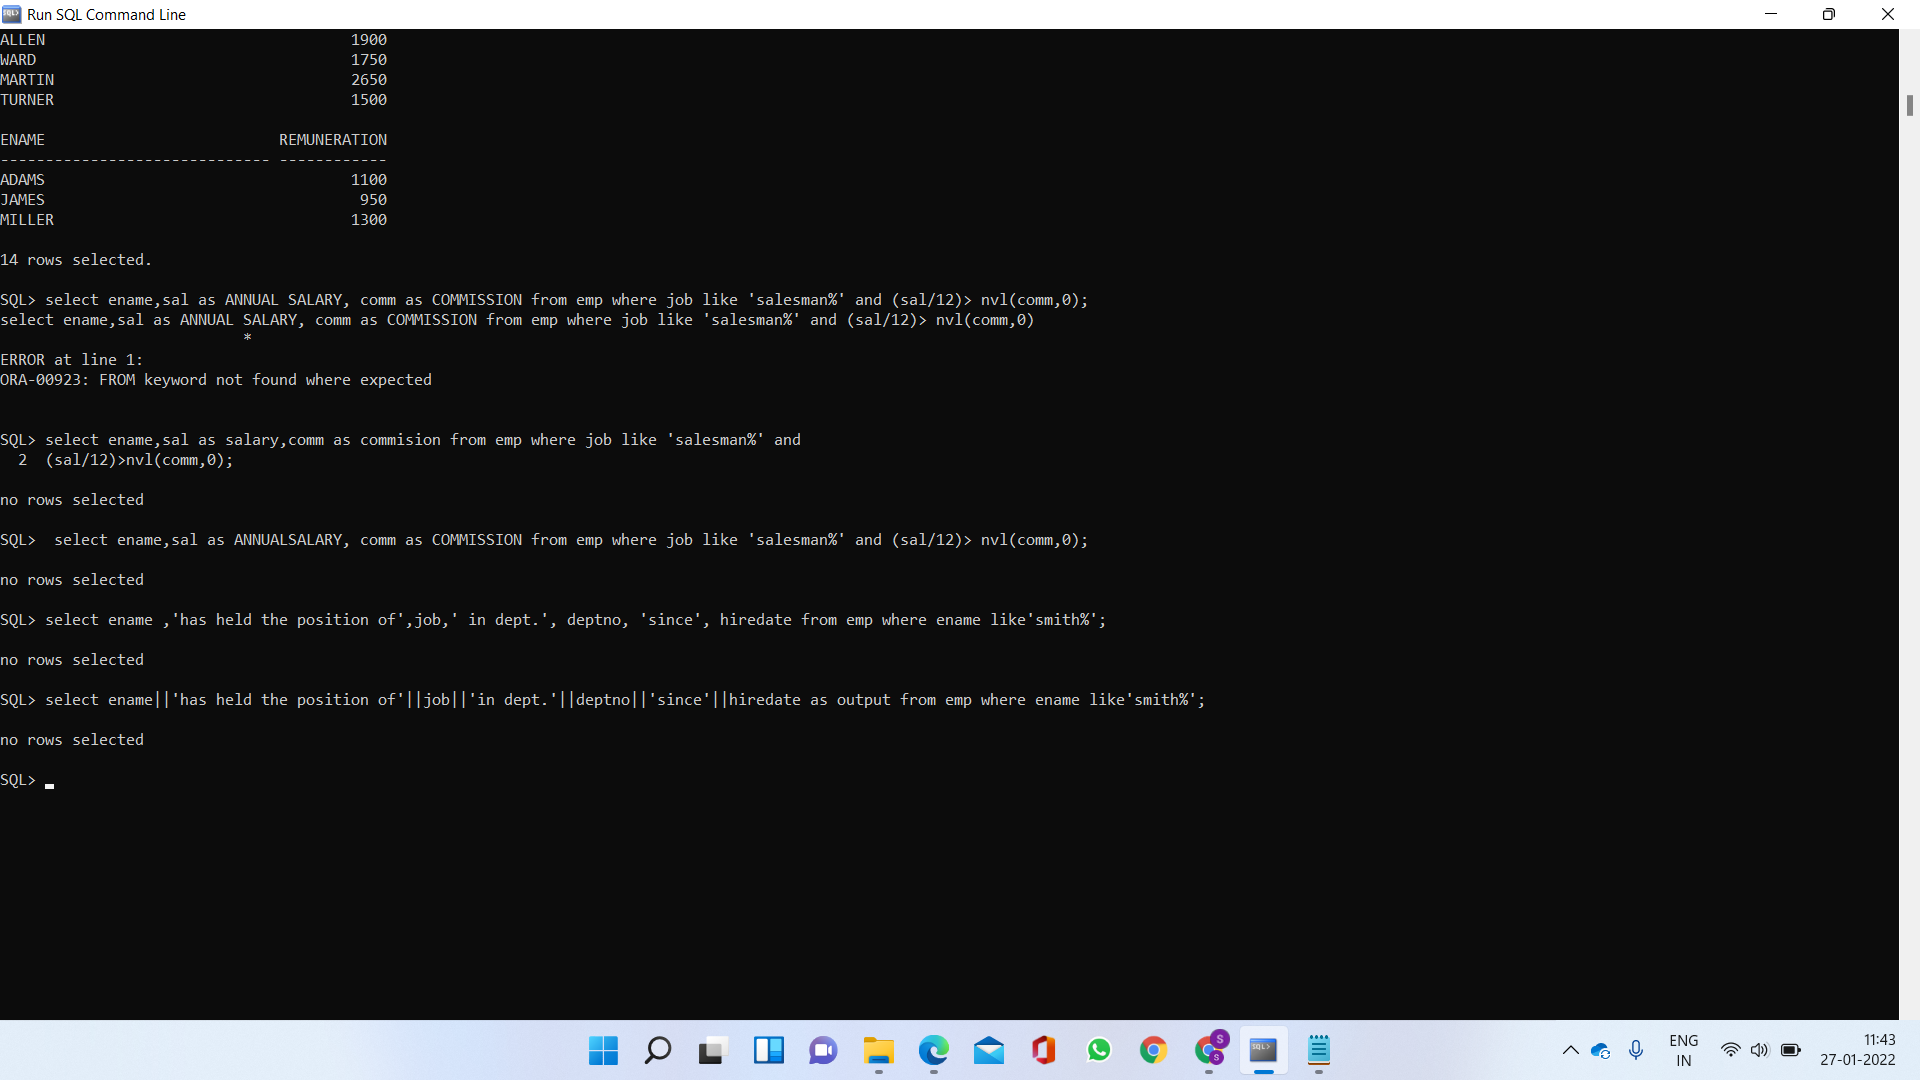 Run SQL Command Line
ALLEN 1900
WARD 1750
MARTIN 2650
TURNER 1500
ENAME REMUNERATION
------------------------------ ------------
ADAMS 1100
JAMES 950
MILLER 1300
14 rows selected.
SQL> select ename,sal as ANNUAL SALARY, comm as COMMISSION from emp where job like 'salesman%' and (sal/12)> nvl(comm,0);
select ename,sal as ANNUAL SALARY, comm as COMMISSION from emp where job like 'salesman%' and (sal/12)> nvl(comm,0)
*
ERROR at line 1:
ORA-00923: FROM keyword not found where expected
SQL> select ename,sal as salary,comm as commision from emp where job like 'salesman%' and
2 (sal/12)>nvl(comm,0);
no rows selected
SQL>  select ename,sal as ANNUALSALARY, comm as COMMISSION from emp where job like 'salesman%' and (sal/12)> nvl(comm,0);
no rows selected
SQL> select ename ,'has held the position of',job,' in dept.', deptno, 'since', hiredate from emp where ename like'smith%';
no rows selected
SQL> select ename||'has held the position of'||job||'in dept.'||deptno||'since'||hiredate as output from emp where ename like'smith%';
no rows selected
SQL>
ENG
IN
11:43
27-01-2022